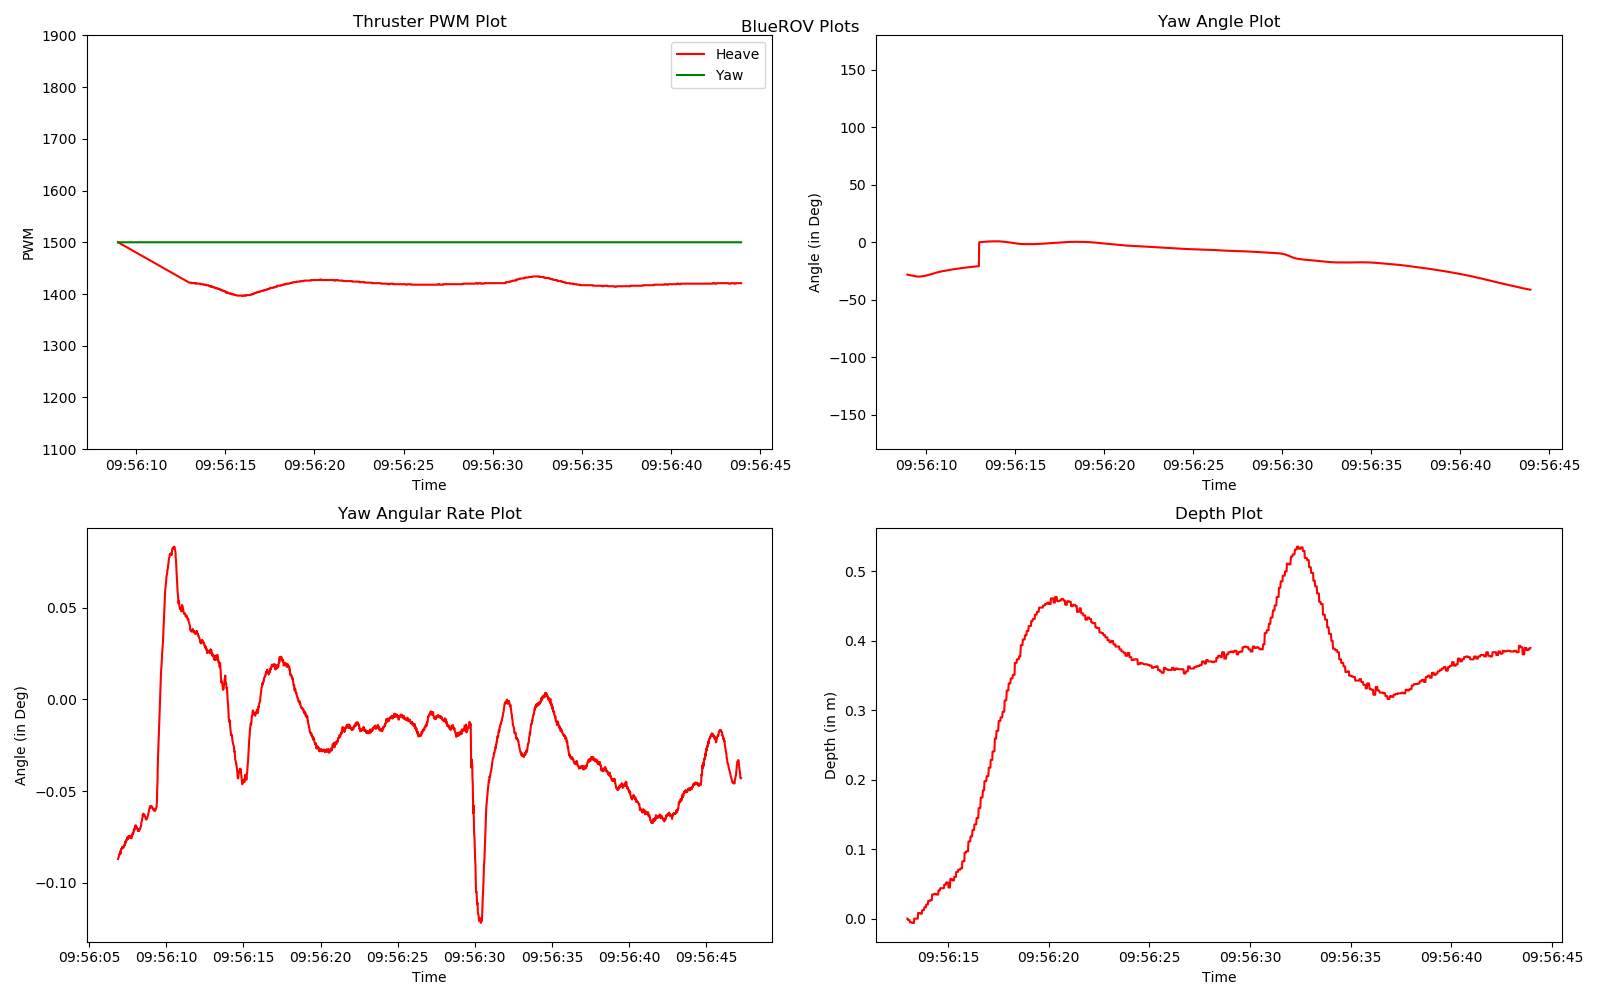 BlueROV Plots
Thruster PWM Plot
1900
1800
1700
1600
1500
1400
1300
1200
1100
PWM
Heave
Yaw
09:56:10 09:56:15 09:56:20 09:56:25 09:56:30 09:56:35 09:56:40 09:56:45
Time
Yaw Angle Plot
150
100
50
0
−50
−100
−150
Angle (in Deg)
09:56:10 09:56:15 09:56:20 09:56:25 09:56:30 09:56:35 09:56:40 09:56:45
Time
Yaw Angular Rate Plot
0.05
0.00
−0.05
−0.10
Angle (in Deg)
09:56:05 09:56:10 09:56:15 09:56:20 09:56:25 09:56:30 09:56:35 09:56:40 09:56:45
Time
Depth Plot
0.5
0.4
0.3
0.2
0.1
0.0
Depth (in m)
09:56:15 09:56:20 09:56:25 09:56:30 09:56:35 09:56:40 09:56:45
Time